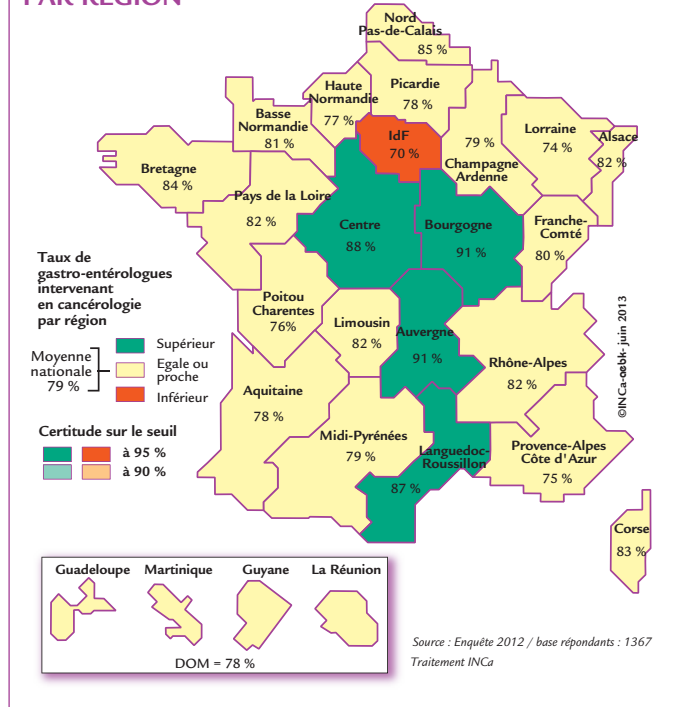 PAR RÉGION
Nord
Pas-de-Calais
85 %
Haute
Normandie
77 %
Picardie
78 %
Basse
Normandie
81 %
IdF
70 %
79 %
Champagne
Ardenne
Lorraine
74 %
Alsace
82 %
Bretagne
84 %
Pays de la Loire
82 %
Centre
88 %
Bourgogne
91 %
Franche-
Comté
80 %
Taux de
gastro-entérologues
intervenant
en cancérologie
par région
Moyenne
nationale
79 %
Supérieur
Egale ou
proche
Inférieur
Certitude sur le seuil
à 95 %
à 90 %
Poitou
Charentes
76%
Limousin
82 %
Auvergne
91 %
Rhône-Alpes
82 %
Aquitaine
78 %
Midi-Pyrénées
79 %
Languedoc-
Roussillon
87 %
Provence-Alpes
Côte d'Azur
75 %
Corse
83 %
©INCa- juin 2013
Guadeloupe
Martinique
Guyane
La Réunion
DOM = 78 %
Source : Enquête 2012 / base répondants : 1367
Traitement INCa